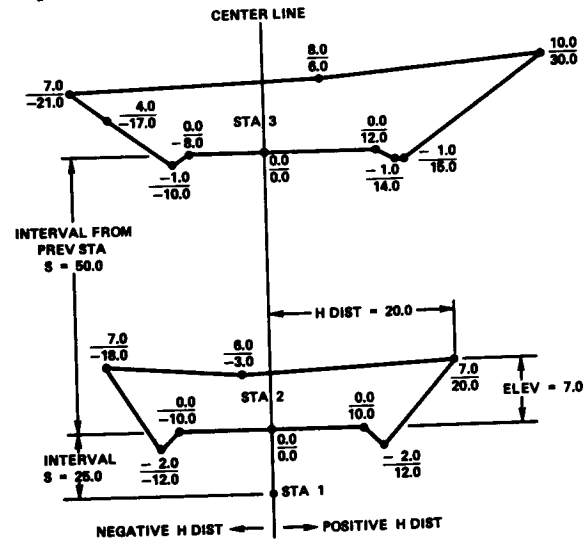 CENTER LINE
8.0
6.0
10.0
30.0
7.0
-21.0
4.0
-17.0
STA 3
0.0
-8.0
0.0
12.0
-1.0
-10.0
0.0
0.0
- 1.0
14.0
- 1.0
15.0
INTERVAL FROM
PREV STA
S = 50.0
H DIST = 20.0
7.0
-18.0
6.0
-3.0
7.0
20.0
ELEV = 7.0
STA 2
0.0
-10.0
0.0
10.0
0.0
0.0
- 2.0
-12.0
- 2.0
12.0
INTERVAL
S = 25.0
STA 1
NEGATIVE H DIST
POSITIVE H DIST